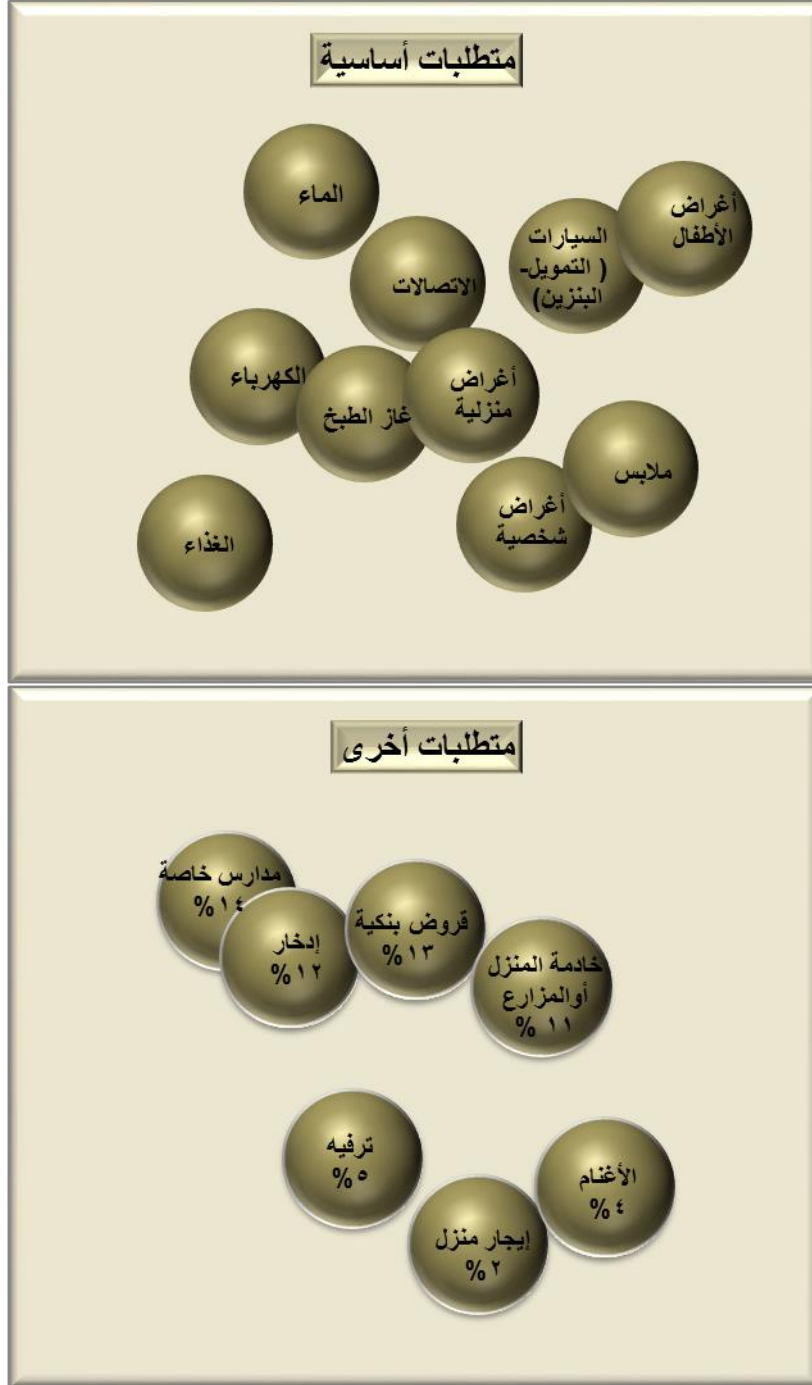 متطلبات أساسية
الماء
أغراض
الأطفال
السيارات
( التمويل-
البنزين)
الاتصالات
الكهرباء
غاز الطبخ
أغراض
منزلية
ملابس
أغراض
شخصية
الغذاء
متطلبات أخرى
مدارس خاصة
١٤ %
إدخار
١٢ %
قروض بنكية
١٣ %
خادمة المنزل
أوالمزارع
١١ %
ترفيه
٥ %
الأغنام
٤ %
إيجار منزل
٢ %